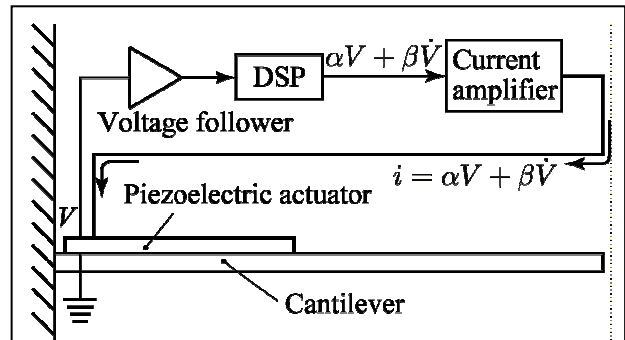 DSP
αV + βV̇
Current
amplifier
Voltage follower
i = αV + βV̇
V
Piezoelectric actuator
Cantilever